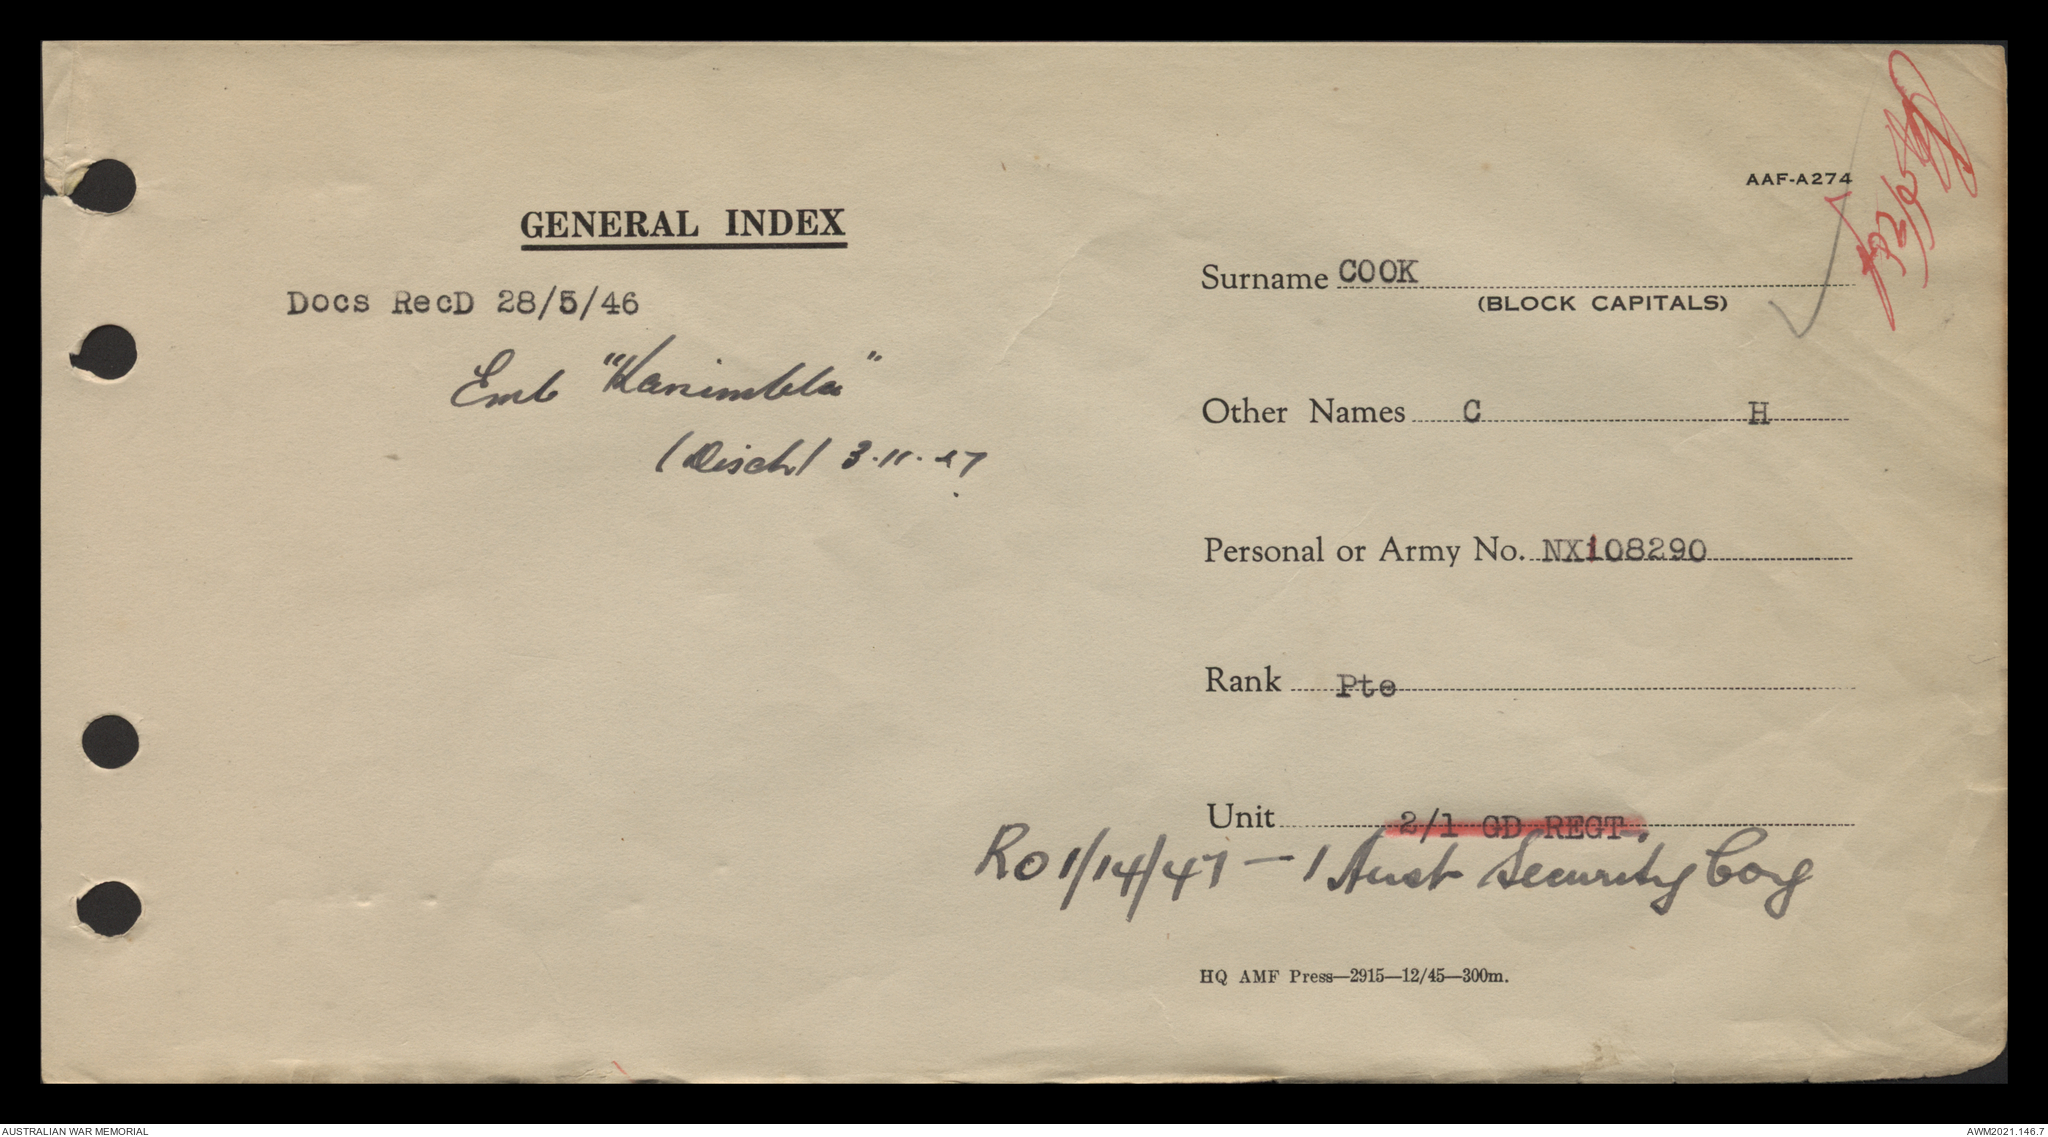 AAF-A274
GENERAL INDEX
Docs RecD 28/5/46
Emb "Kanimbla"
(Disch) 3.11.47
Surname COOK
(BLOCK CAPITALS)
Other Names C H
Personal or Army No. NX108290
Rank Pte
Unit 2/1 GD REGT.
RO 1/14/47 - 1 Aust Security Coy
HQ AMF Press—2915—12/45—300m.
AUSTRALIAN WAR MEMORIAL
AWM2021.146.7